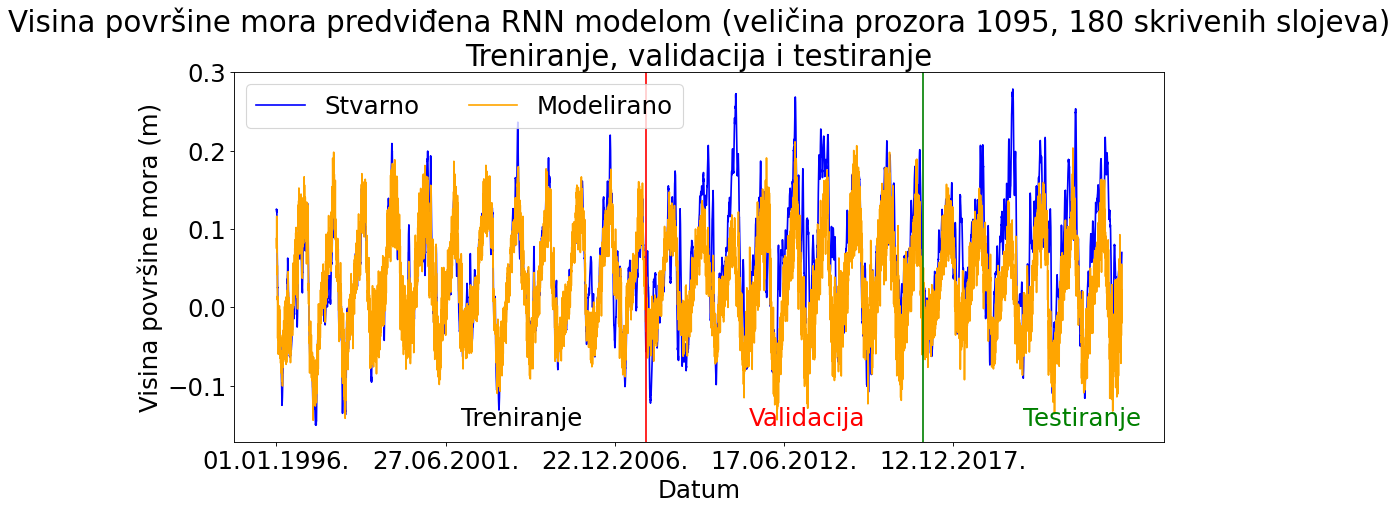 Visina površine mora predviđena RNN modelom (veličina prozora 1095, 180 skrivenih slojeva)
Treniranje, validacija i testiranje
Stvarno Modelirano
Visina površine mora (m)
0.3
0.2
0.1
0.0
−0.1
Treniranje Validacija Testiranje
01.01.1996. 27.06.2001. 22.12.2006. 17.06.2012. 12.12.2017.
Datum